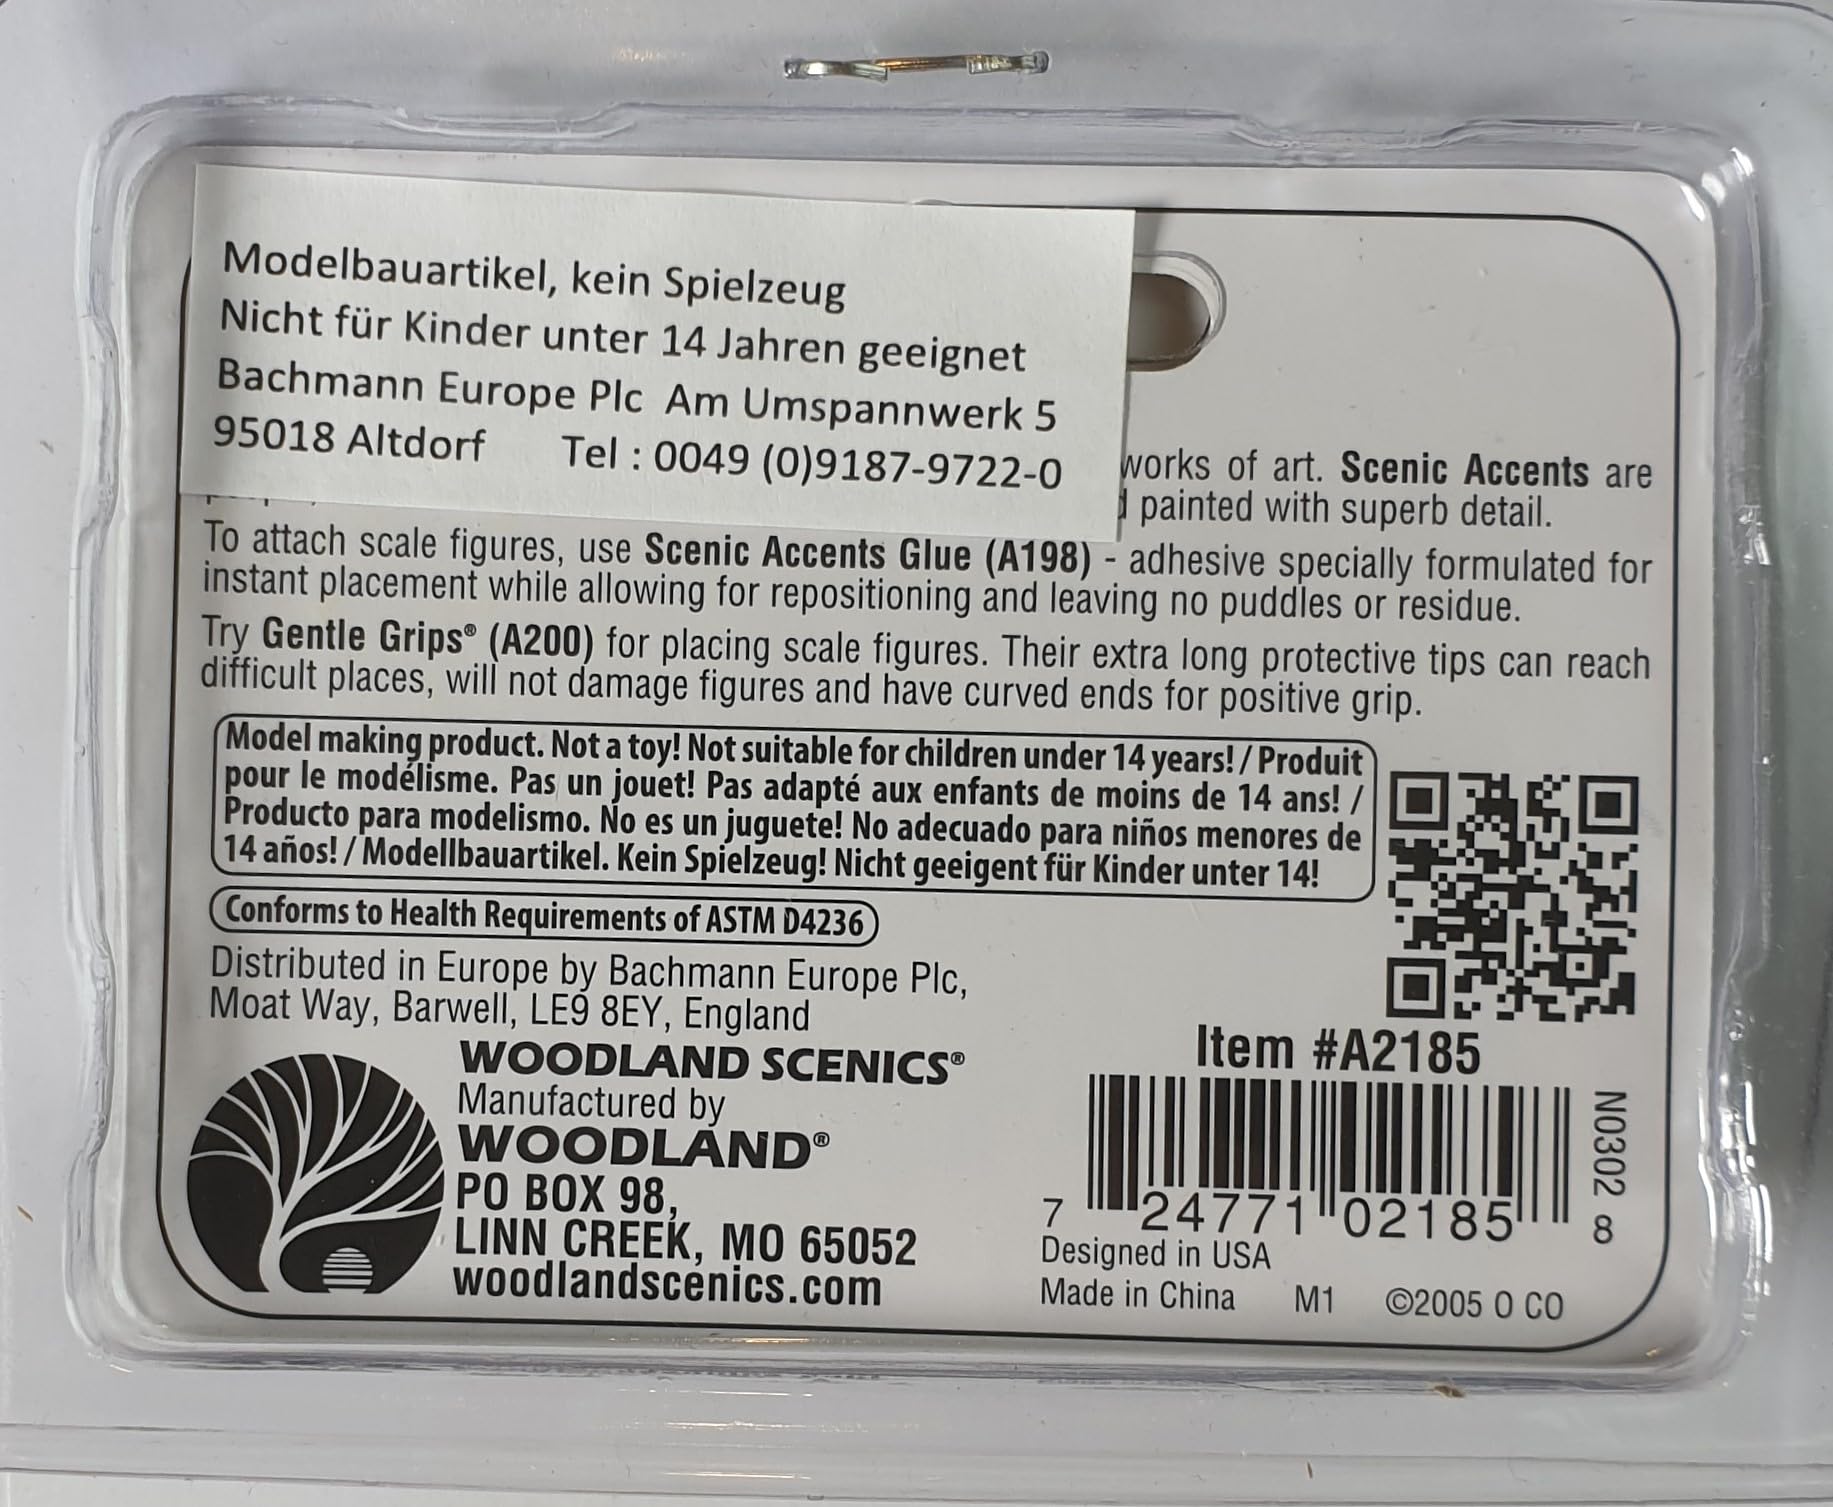 Modelbauartikel, kein Spielzeug
Nicht für Kinder unter 14 Jahren geeignet
Bachmann Europe Plc Am Umspannwerk 5
95018 Altdorf Tel : 0049 (0)9187-9722-0
works of art. Scenic Accents are
painted with superb detail.
To attach scale figures, use Scenic Accents Glue (A198) - adhesive specially formulated for
instant placement while allowing for repositioning and leaving no puddles or residue.
Try Gentle Grips® (A200) for placing scale figures. Their extra long protective tips can reach
difficult places, will not damage figures and have curved ends for positive grip.
Model making product. Not a toy! Not suitable for children under 14 years! / Produit
pour le modélisme. Pas un jouet! Pas adapté aux enfants de moins de 14 ans! /
Producto para modelismo. No es un juguete! No adecuado para niños menores de
14 años! / Modellbauartikel. Kein Spielzeug! Nicht geeigent für Kinder unter 14!
Conforms to Health Requirements of ASTM D4236
Distributed in Europe by Bachmann Europe Plc,
Moat Way, Barwell, LE9 8EY, England
WOODLAND SCENICS®
Manufactured by
WOODLAND®
PO BOX 98,
LINN CREEK, MO 65052
woodlandscenics.com
Item #A2185
N0302
7 24771 02185 8
Designed in USA
Made in China M1 ©2005 O CO